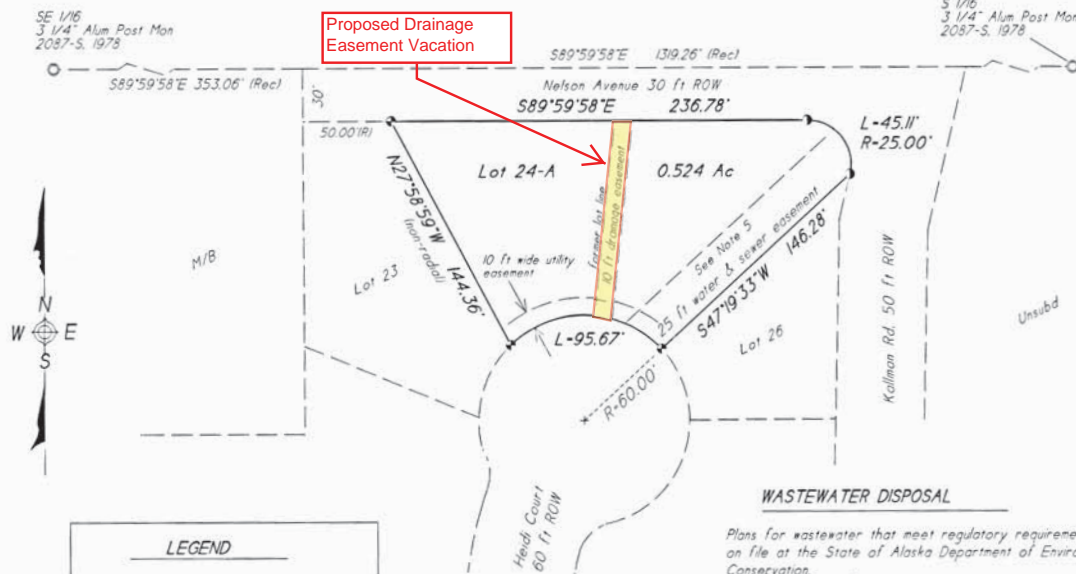 SE 1/16
3 1/4" Alum Post Mon
2087-S, 1978
Proposed Drainage
Easement Vacation
S 1/16
3 1/4" Alum Post Mon
2087-S, 1978
S89°59'58"E 1319.26' (Rec)
S89°59'58"E 353.06' (Rec)
30'
Nelson Avenue 30 ft ROW
S89°59'58"E 236.78'
50.00'(R)
L=45.11'
R=25.00'
Lot 24-A
0.524 Ac
N27°58'59"W 144.36'
(non-radial)
former lot line
10 ft drainage easement
See Note 5
25 ft water & sewer easement
S47°19'33"W 146.28'
M/B
Lot 23
10 ft wide utility
easement
L=95.67'
Lot 26
Kallman Rd. 50 ft ROW
Unsubd
N
W E
S
R=60.00'
Heidi Court
60 ft ROW
WASTEWATER DISPOSAL
Plans for wastewater that meet regulatory requireme
on file at the State of Alaska Department of Enviro
Conservation.
LEGEND